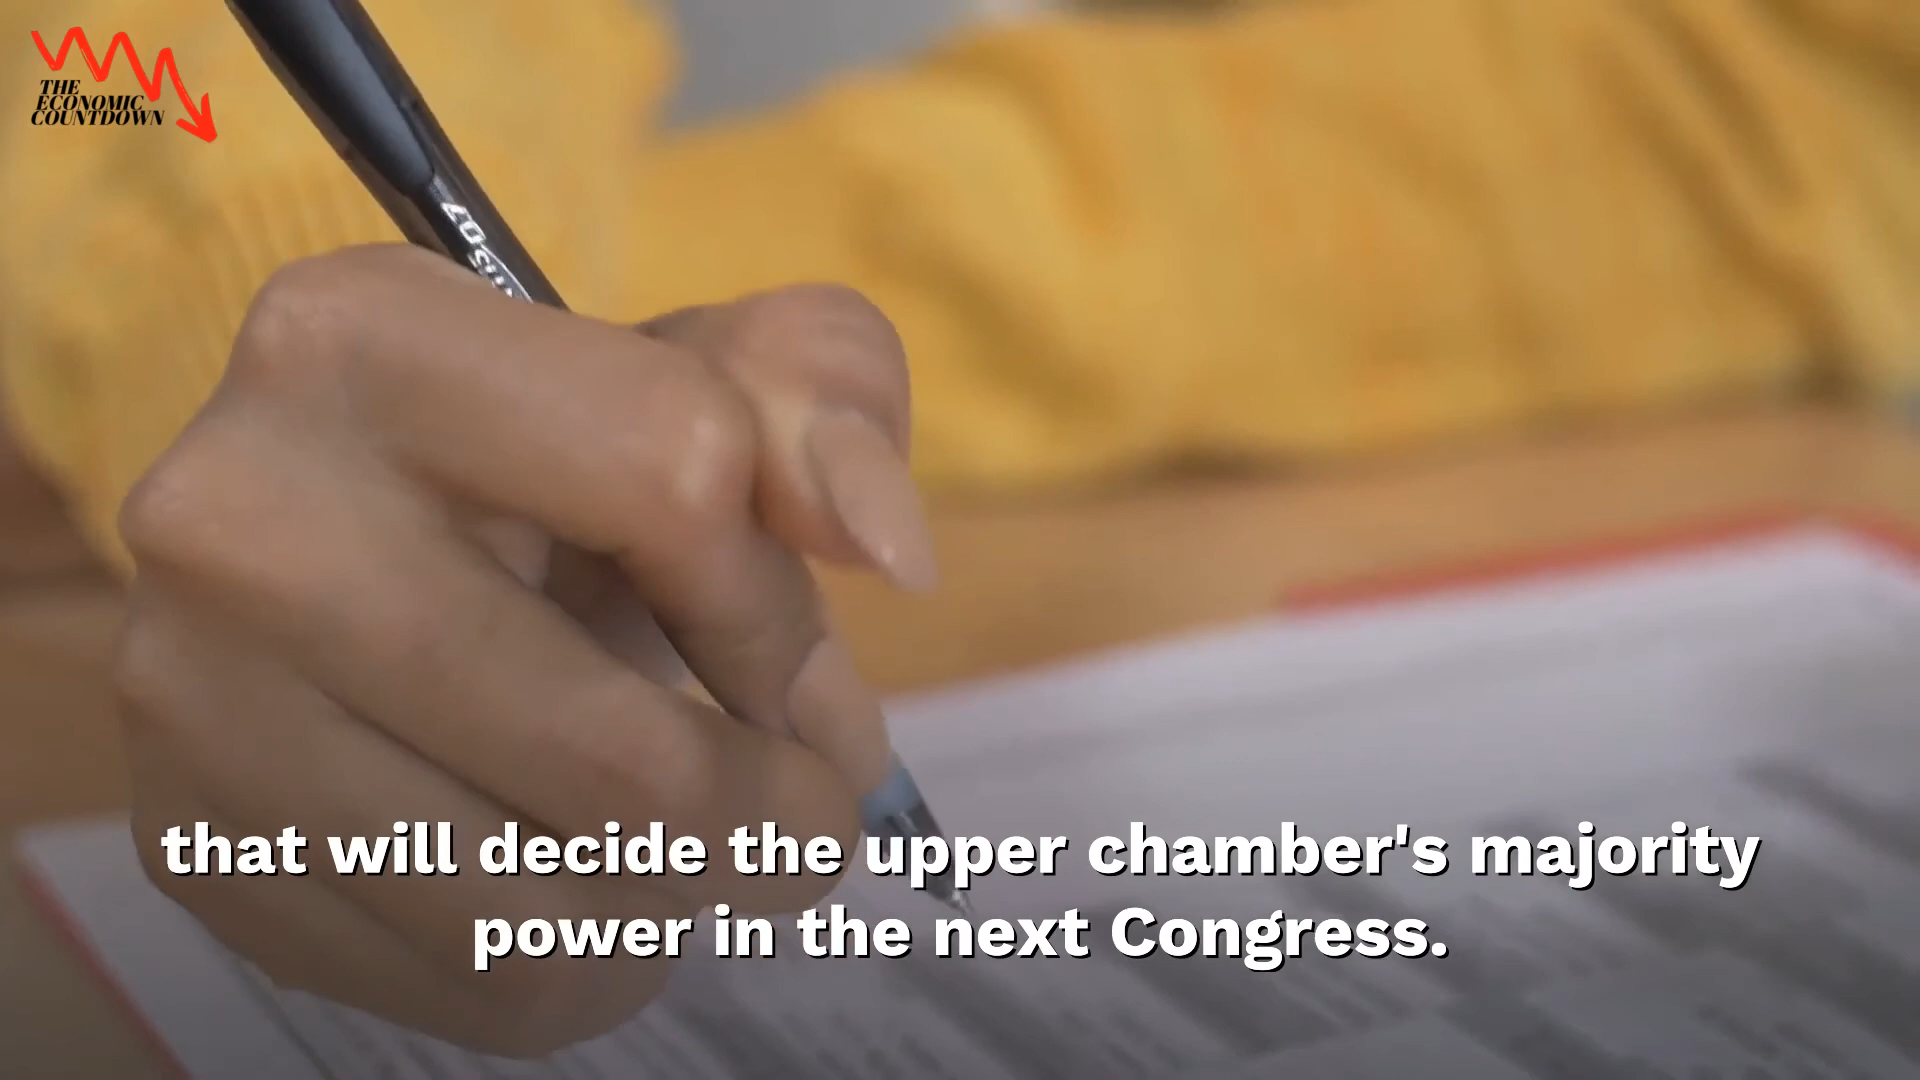 THE
ECONOMIC
COUNTDOWN
that will decide the upper chamber's majority
power in the next Congress.